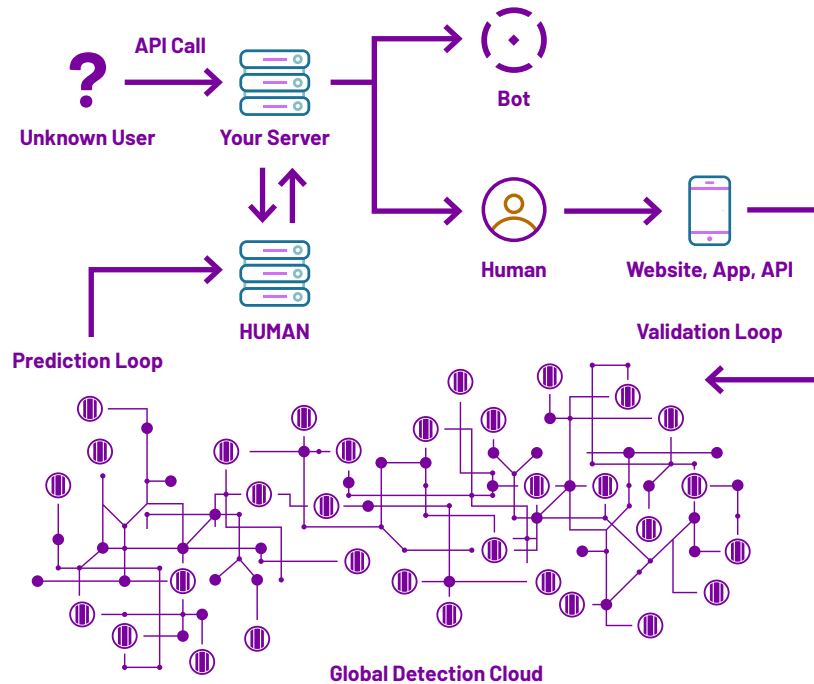 API Call
?
Unknown User
Your Server
Bot
Human
Website, App, API
HUMAN
Prediction Loop
Validation Loop
Global Detection Cloud